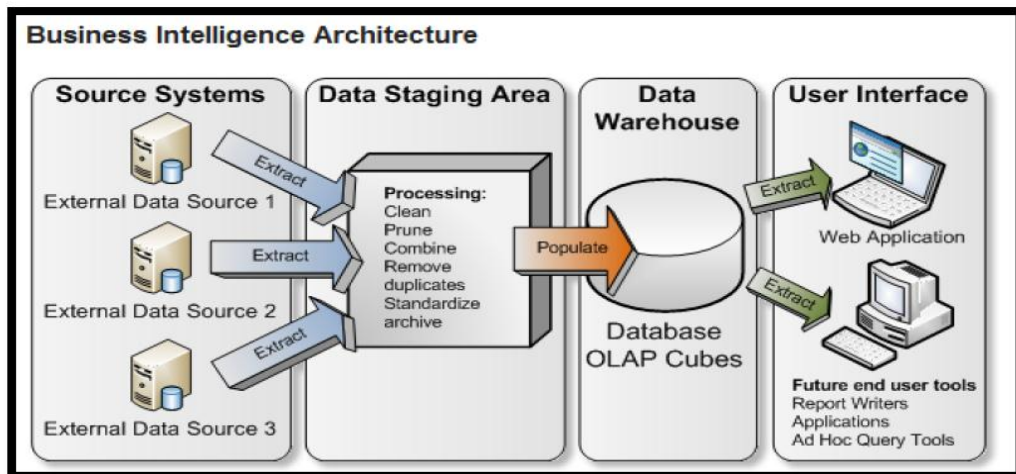 Business Intelligence Architecture
Source Systems
External Data Source 1
External Data Source 2
External Data Source 3
Extract
Extract
Extract
Data Staging Area
Processing:
Clean
Prune
Combine
Remove
duplicates
Standardize
archive
Populate
Data
Warehouse
Database
OLAP Cubes
Extract
Extract
User Interface
Web Application
Future end user tools
Report Writers
Applications
Ad Hoc Query Tools